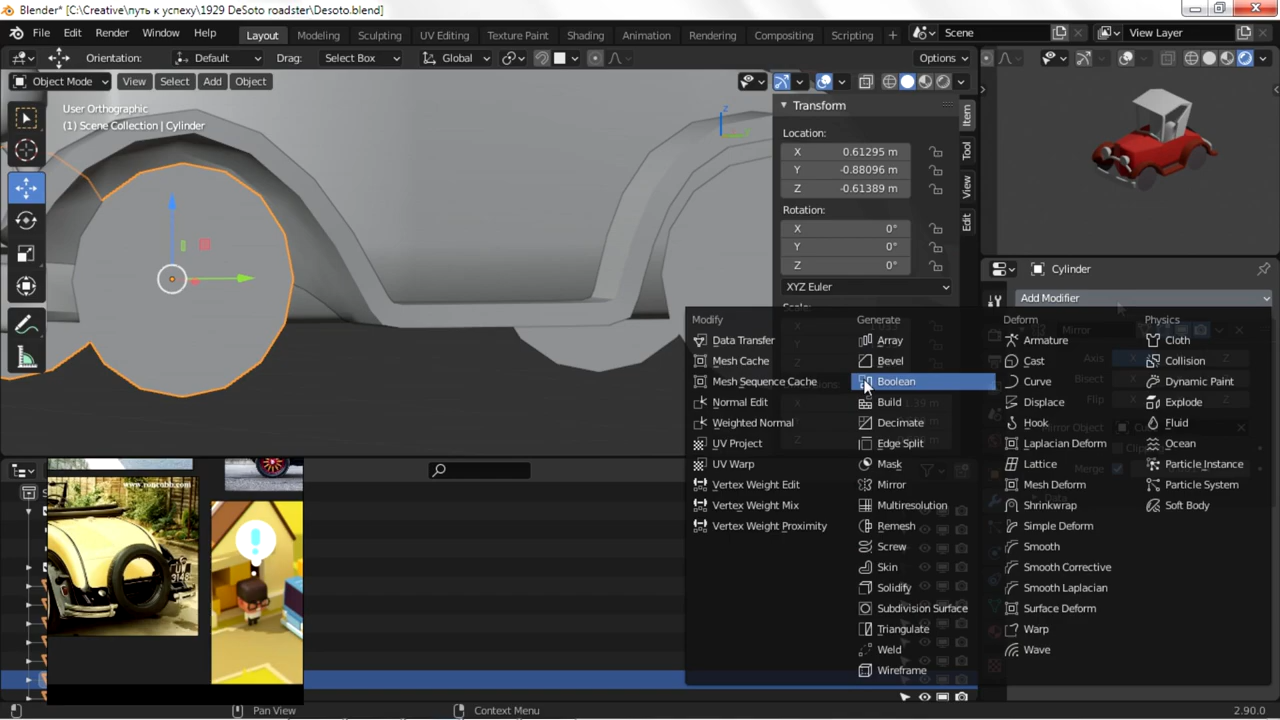 Blender* [C:\Creative\путь к успеху\1929 DeSoto roadster\Desoto.blend]
File Edit Render Window Help Layout Modeling Sculpting UV Editing Texture Paint Shading Animation Rendering Compositing Scripting + Scene View Layer
Orientation: Default Drag: Select Box Global Options
Object Mode View Select Add Object
User Orthographic
(1) Scene Collection | Cylinder
z
Transform
Location:
X 0.61295 m
Y -0.88096 m
Z -0.61389 m
Rotation:
X 0°
Y 0°
Z 0°
XYZ Euler
Item
Tool
View
Edit
Cylinder
Add Modifier
Modify
Data Transfer
Mesh Cache
Mesh Sequence Cache
Normal Edit
Weighted Normal
UV Project
UV Warp
Vertex Weight Edit
Vertex Weight Mix
Vertex Weight Proximity
Generate
Array
Bevel
Boolean
Build
Decimate
Edge Split
Mask
Mirror
Multiresolution
Remesh
Screw
Skin
Solidify
Subdivision Surface
Triangulate
Weld
Wireframe
Deform
Armature
Cast
Curve
Displace
Hook
Laplacian Deform
Lattice
Mesh Deform
Shrinkwrap
Simple Deform
Smooth
Smooth Corrective
Smooth Laplacian
Surface Deform
Warp
Wave
Physics
Cloth
Collision
Dynamic Paint
Explode
Fluid
Ocean
Particle Instance
Particle System
Soft Body
Pan View Context Menu 2.90.0